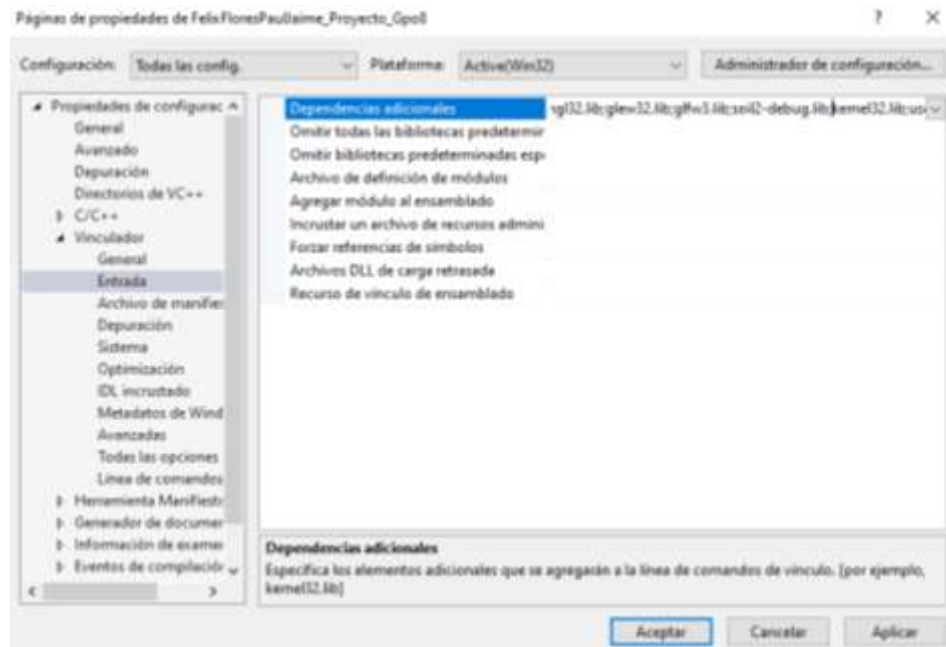 Páginas de propiedades de FelixFloresPaulJaime_Proyecto_Gpo8 ? ×
Configuración: Todas las config. Plataforma: Active(Win32) Administrador de configuración...
Propiedades de configurac
General
Avanzado
Depuración
Directorios de VC++
C/C++
Vinculador
General
Entrada
Archivo de manifies
Depuración
Sistema
Optimización
IDL incrustado
Metadatos de Wind
Avanzadas
Todas las opciones
Línea de comandos
Herramienta Manifiesto
Generador de documen
Información de examen
Eventos de compilación
Dependencias adicionales gl32.lib;glew32.lib;glfw3.lib;soil2-debug.lib;kernel32.lib;use
Omitir todas las bibliotecas predetermin
Omitir bibliotecas predeterminadas espe
Archivo de definición de módulos
Agregar módulo al ensamblado
Incrustar un archivo de recursos admini
Forzar referencias de símbolos
Archivos DLL de carga retrasada
Recurso de vínculo de ensamblado
Dependencias adicionales
Especifica los elementos adicionales que se agregarán a la línea de comandos de vínculo. [por ejemplo,
kernel32.lib]
Aceptar Cancelar Aplicar